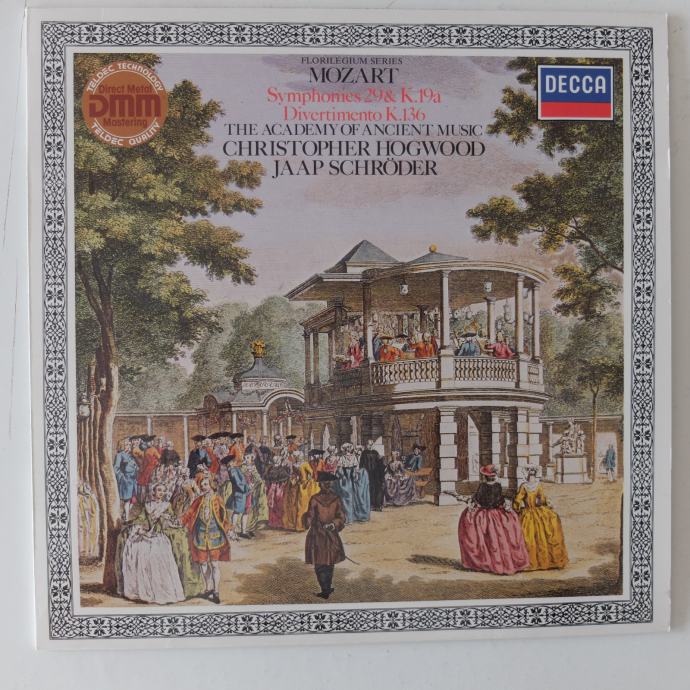 FLORILEGIUM SERIES
MOZART
Symphonies 29 & K.19a
Divertimento K.136
THE ACADEMY OF ANCIENT MUSIC
CHRISTOPHER HOGWOOD
JAAP SCHRÖDER
TELDEC TECHNOLOGY
Direct Metal
DMM
Mastering
TELDEC QUALITY
DECCA